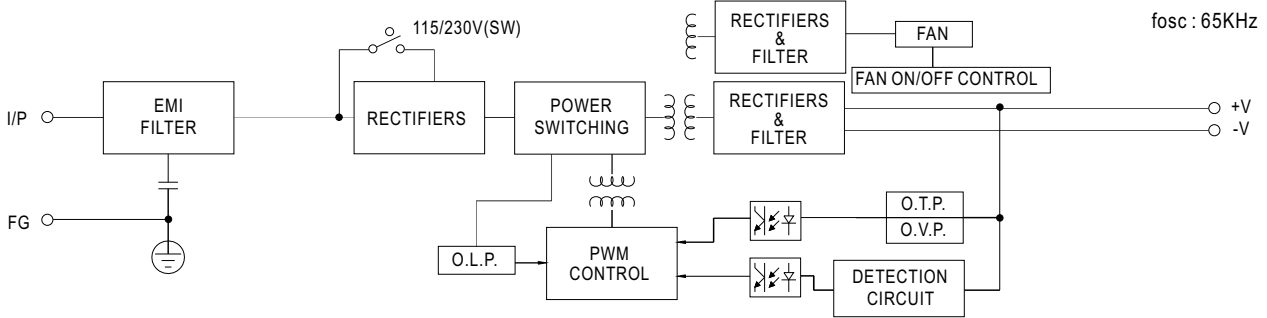 115/230V(SW)
RECTIFIERS
&
FILTER
FAN
FAN ON/OFF CONTROL
fosc : 65KHz
I/P
EMI
FILTER
RECTIFIERS
POWER
SWITCHING
RECTIFIERS
&
FILTER
+V
-V
FG
O.L.P.
PWM
CONTROL
O.T.P.
O.V.P.
DETECTION
CIRCUIT